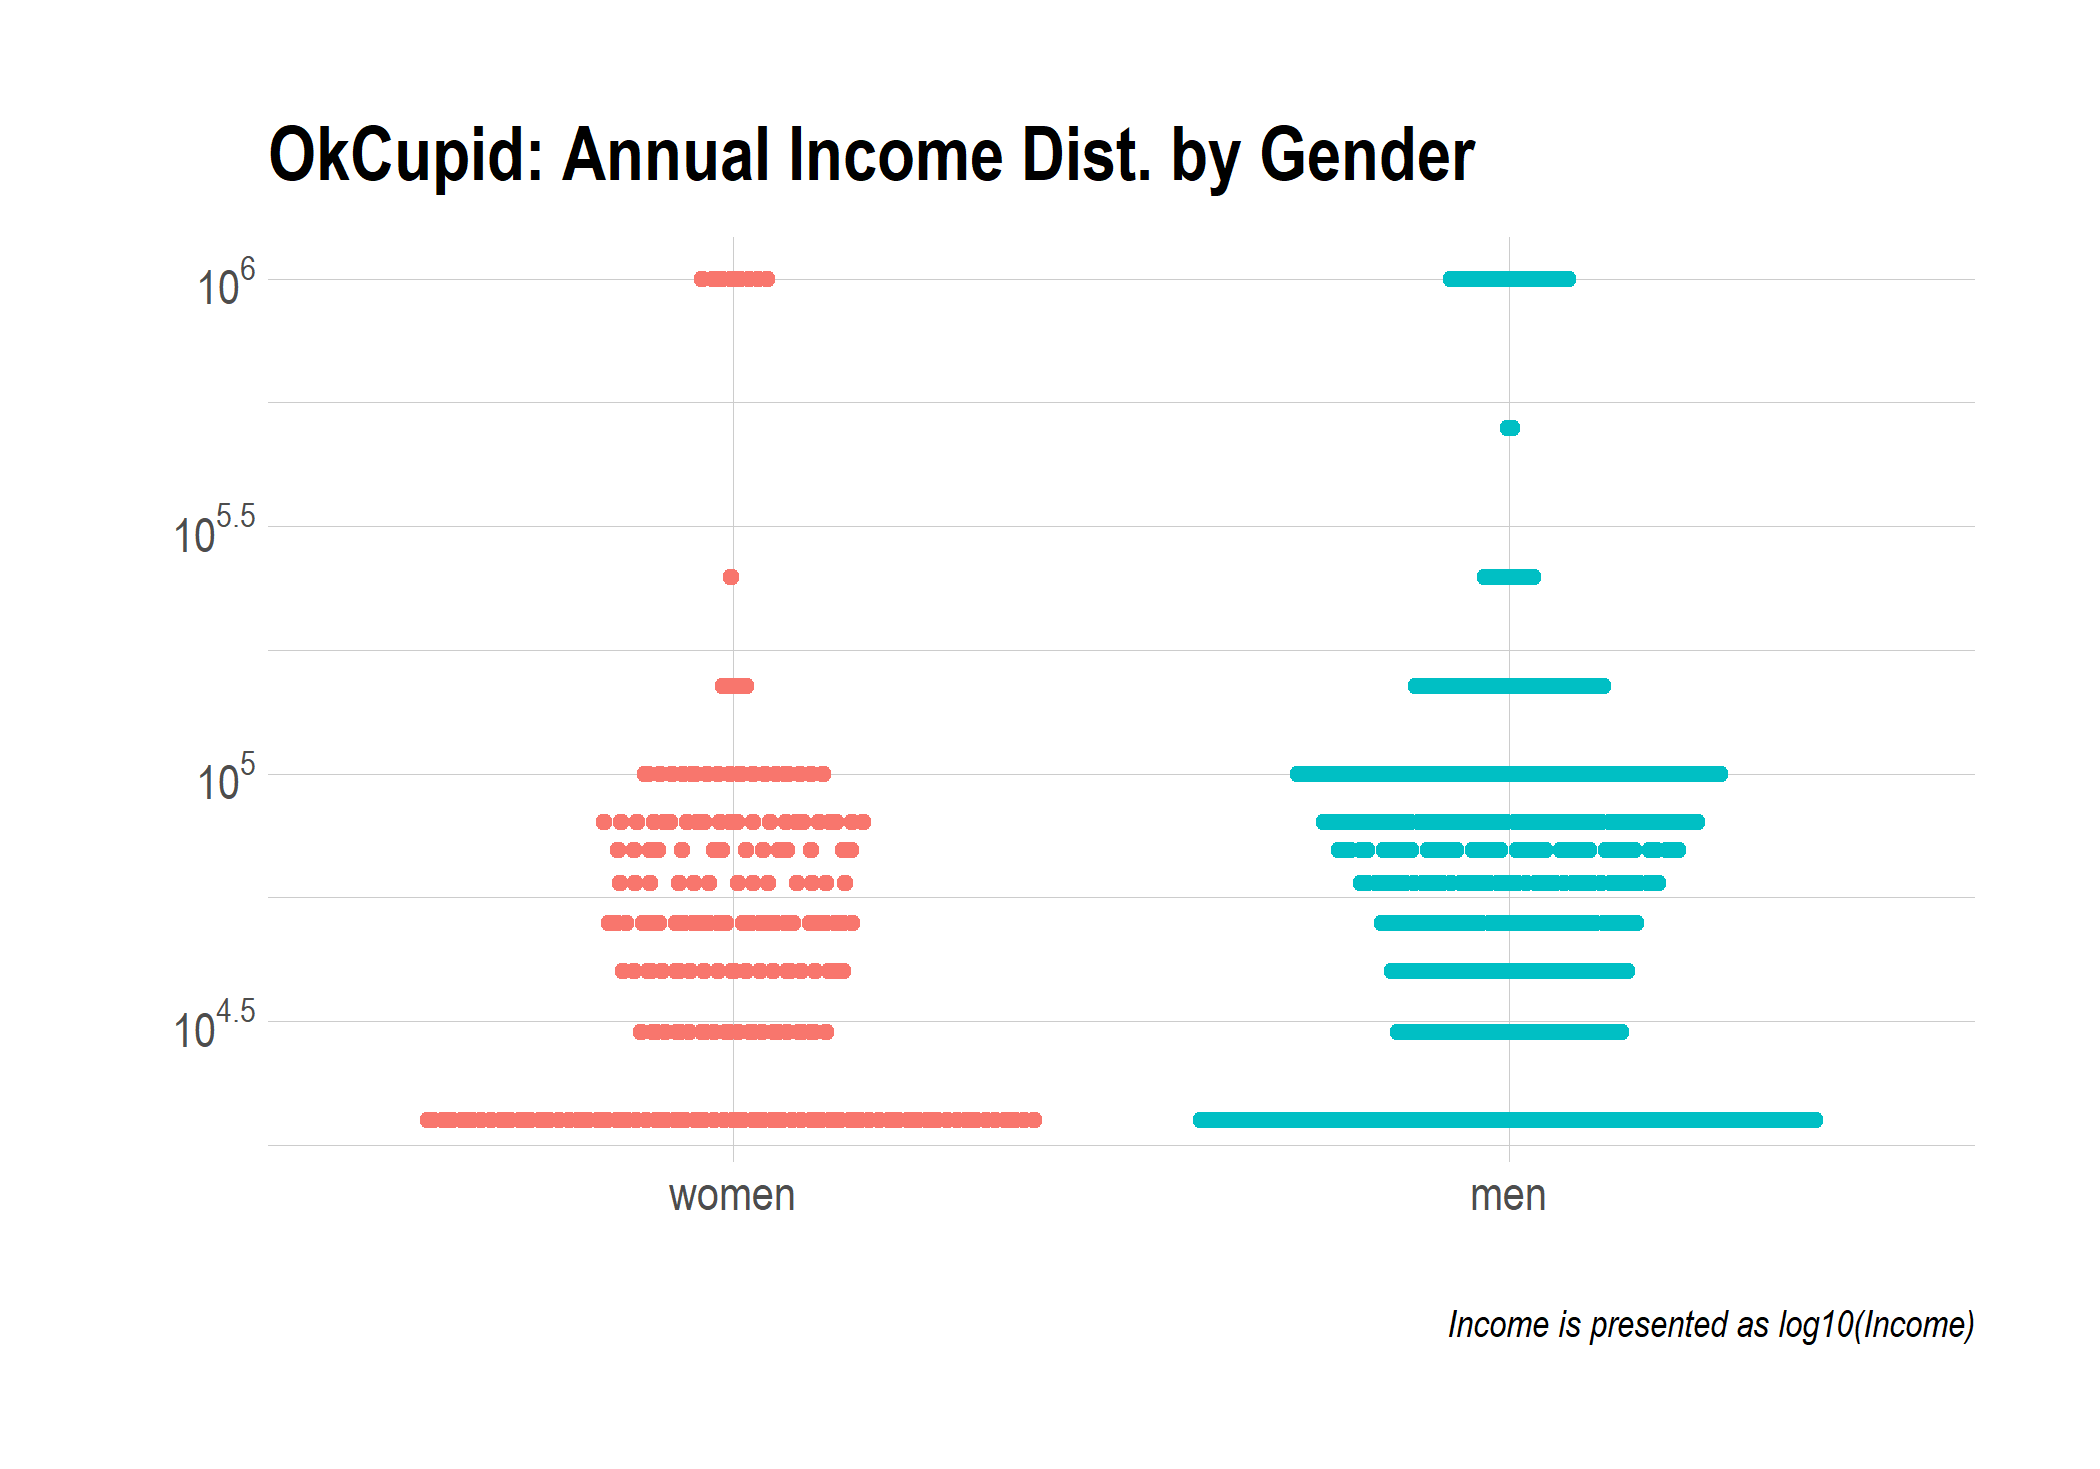 OkCupid: Annual Income Dist. by Gender
10^6
10^5.5
10^5
10^4.5
women men
Income is presented as log10(Income)